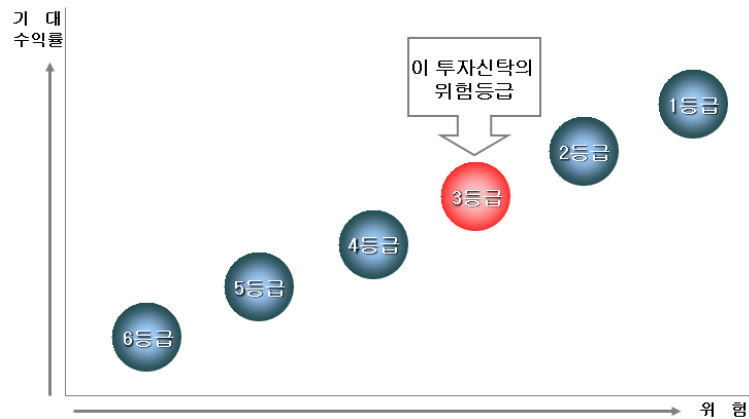 기 대
수익률
이 투자신탁의
위험등급
1등급
2등급
3등급
4등급
5등급
6등급
위 험